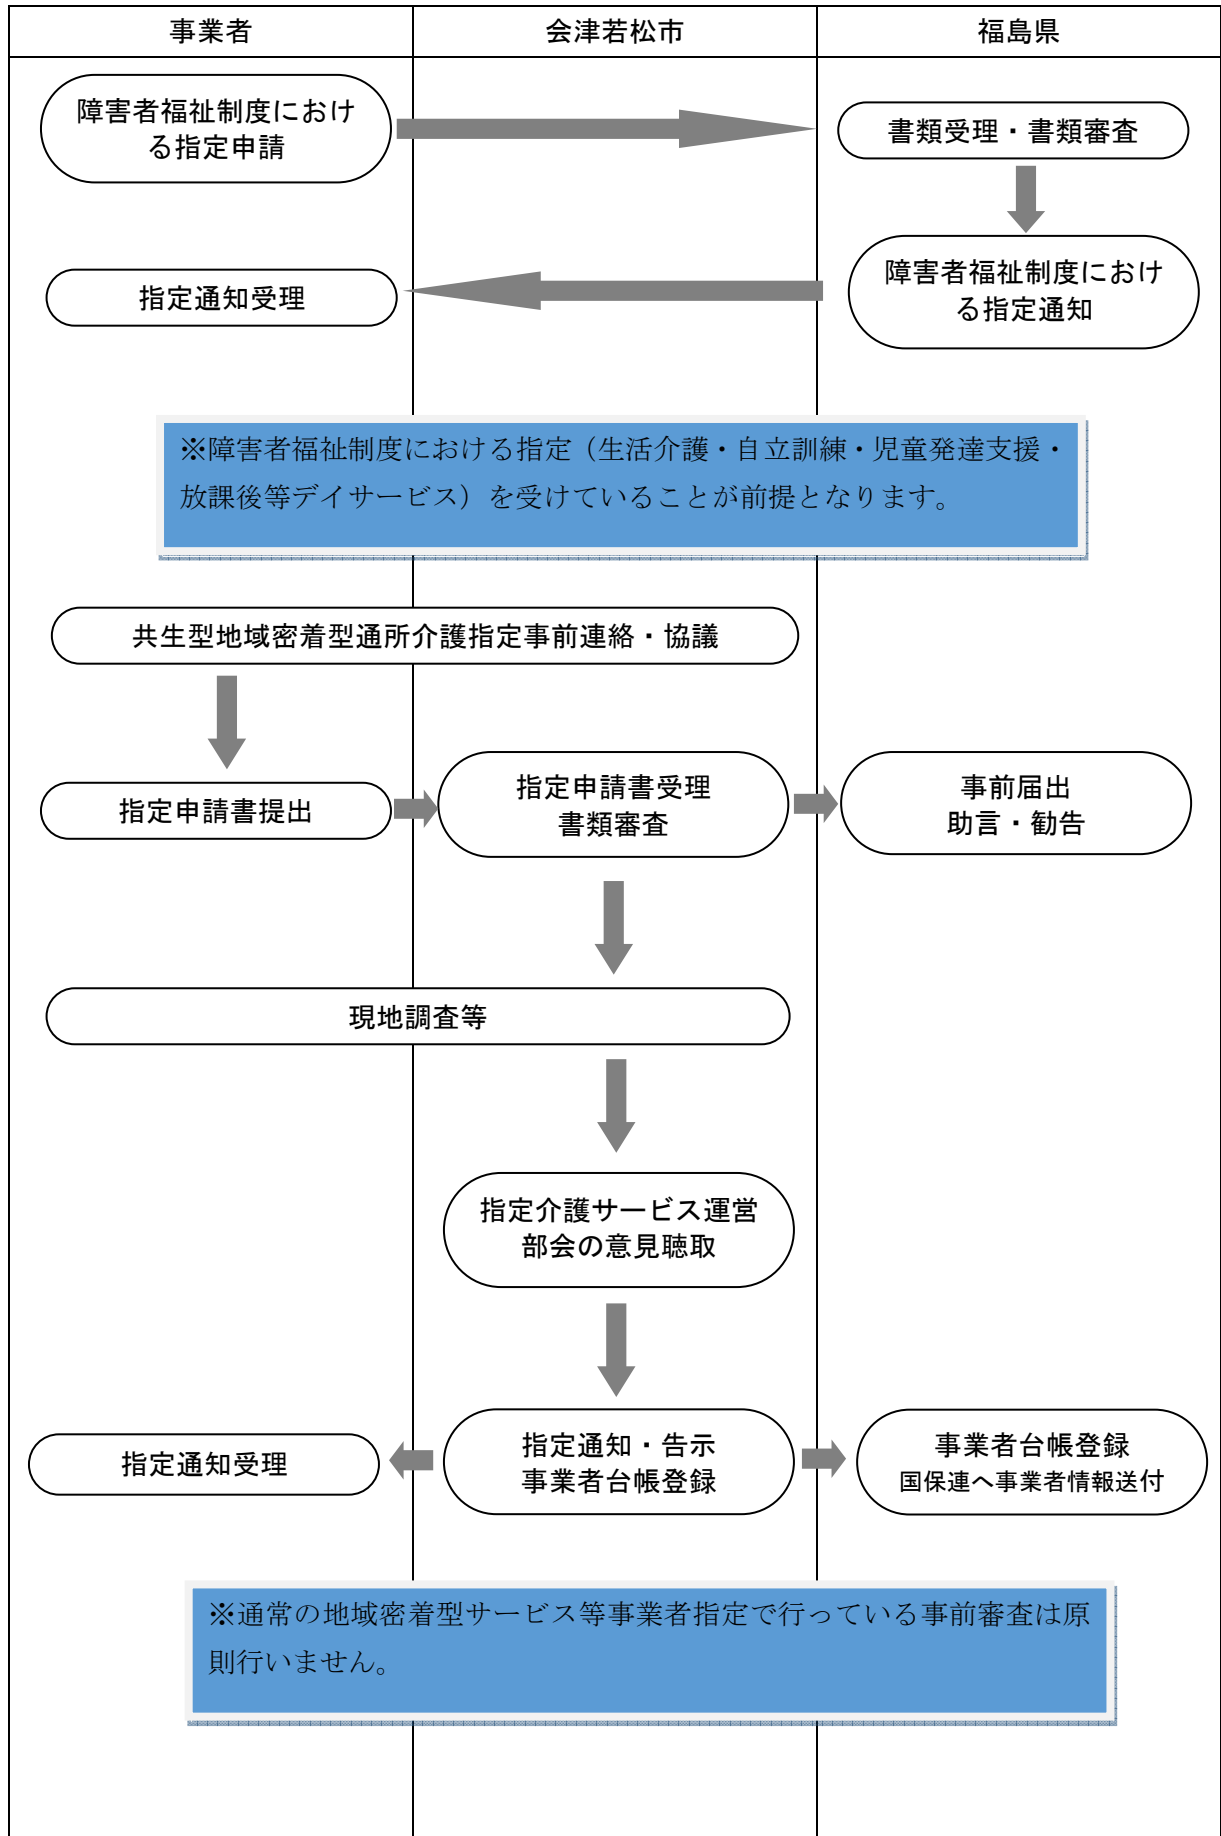 事業者
会津若松市
福島県
障害者福祉制度におけ
る指定申請
書類受理・書類審査
指定通知受理
障害者福祉制度におけ
る指定通知
※障害者福祉制度における指定（生活介護・自立訓練・児童発達支援・
放課後等デイサービス）を受けていることが前提となります。
共生型地域密着型通所介護指定事前連絡・協議
指定申請書提出
指定申請書受理
書類審査
事前届出
助言・勧告
現地調査等
指定介護サービス運営
部会の意見聴取
指定通知受理
指定通知・告示
事業者台帳登録
事業者台帳登録
国保連へ事業者情報送付
※通常の地域密着型サービス等事業者指定で行っている事前審査は原
則行いません。